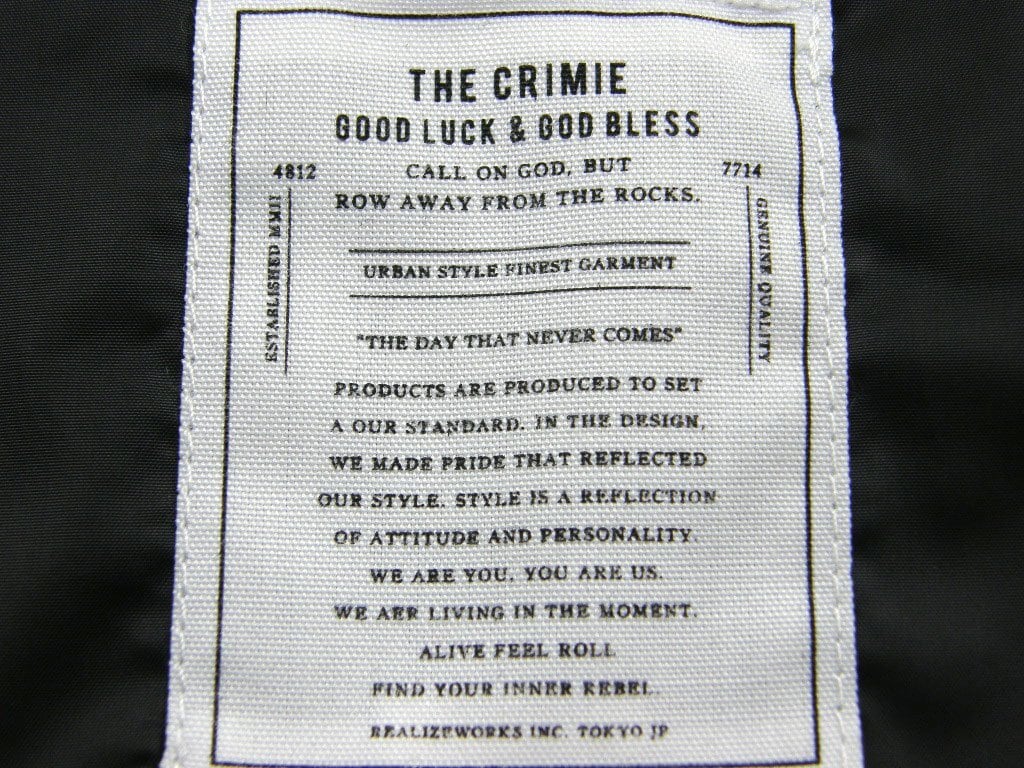 THE CRIMIE
GOOD LUCK & GOD BLESS
4812
CALL ON GOD, BUT
7714
ROW AWAY FROM THE ROCKS.
ESTABLISHED MMII
GENUINE QUALITY
URBAN STYLE FINEST GARMENT
"THE DAY THAT NEVER COMES"
PRODUCTS ARE PRODUCED TO SET
A OUR STANDARD. IN THE DESIGN,
WE MADE PRIDE THAT REFLECTED
OUR STYLE. STYLE IS A REFLECTION
OF ATTITUDE AND PERSONALITY.
WE ARE YOU. YOU ARE US.
WE AER LIVING IN THE MOMENT.
ALIVE FEEL ROLL
FIND YOUR INNER REBEL.
REALIZEWORKS INC. TOKYO JP